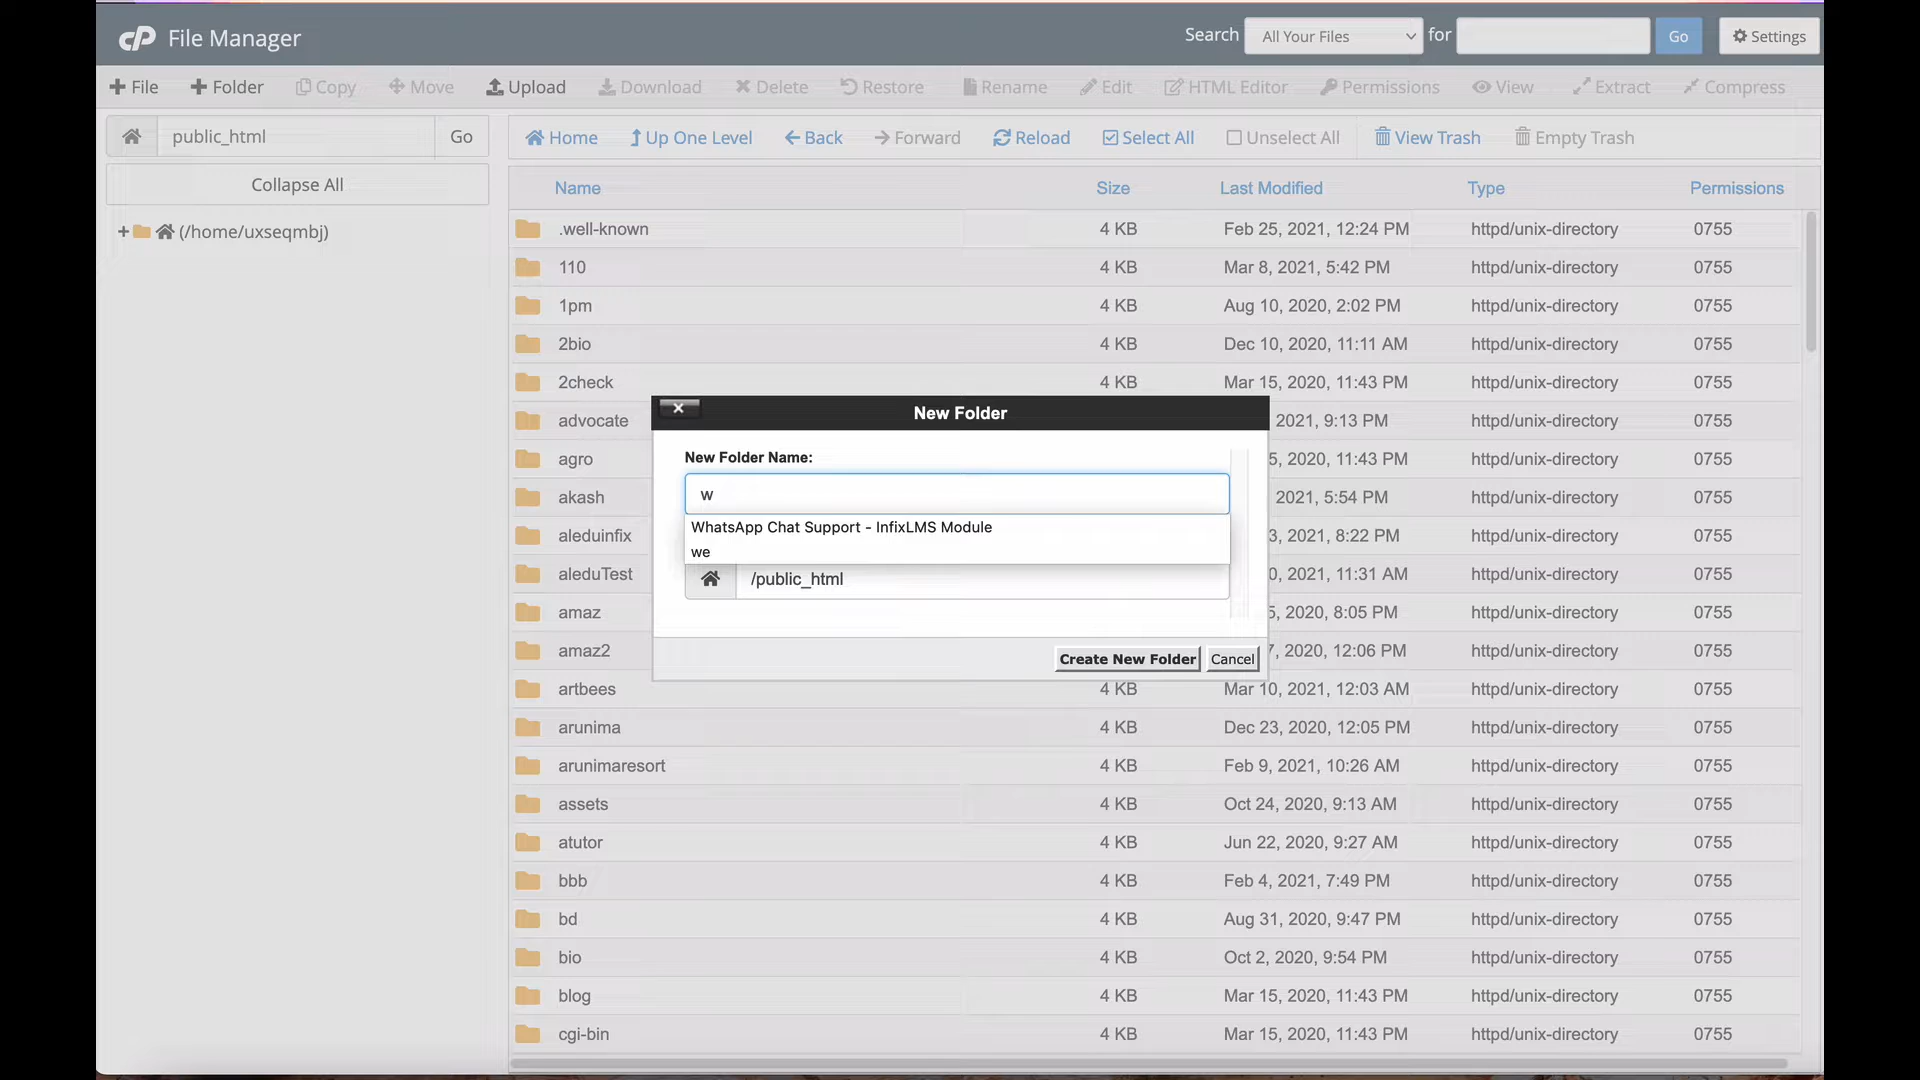 cP File Manager
Search All Your Files for Go Settings
File Folder Copy Move Upload Download Delete Restore Rename Edit HTML Editor Permissions View Extract Compress
public_html Go
Home Up One Level Back Forward Reload Select All Unselect All View Trash Empty Trash
Collapse All
+ (/home/uxseqmbj)
Name Size Last Modified Type Permissions
.well-known 4 KB Feb 25, 2021, 12:24 PM httpd/unix-directory 0755
110 4 KB Mar 8, 2021, 5:42 PM httpd/unix-directory 0755
1pm 4 KB Aug 10, 2020, 2:02 PM httpd/unix-directory 0755
2bio 4 KB Dec 10, 2020, 11:11 AM httpd/unix-directory 0755
2check 4 KB Mar 15, 2020, 11:43 PM httpd/unix-directory 0755
advocate 2021, 9:13 PM httpd/unix-directory 0755
agro 5, 2020, 11:43 PM httpd/unix-directory 0755
akash 2021, 5:54 PM httpd/unix-directory 0755
aleduinfix 3, 2021, 8:22 PM httpd/unix-directory 0755
aleduTest 0, 2021, 11:31 AM httpd/unix-directory 0755
amaz 5, 2020, 8:05 PM httpd/unix-directory 0755
amaz2 7, 2020, 12:06 PM httpd/unix-directory 0755
artbees 4 KB Mar 10, 2021, 12:03 AM httpd/unix-directory 0755
arunima 4 KB Dec 23, 2020, 12:05 PM httpd/unix-directory 0755
arunimaresort 4 KB Feb 9, 2021, 10:26 AM httpd/unix-directory 0755
assets 4 KB Oct 24, 2020, 9:13 AM httpd/unix-directory 0755
atutor 4 KB Jun 22, 2020, 9:27 AM httpd/unix-directory 0755
bbb 4 KB Feb 4, 2021, 7:49 PM httpd/unix-directory 0755
bd 4 KB Aug 31, 2020, 9:47 PM httpd/unix-directory 0755
bio 4 KB Oct 2, 2020, 9:54 PM httpd/unix-directory 0755
blog 4 KB Mar 15, 2020, 11:43 PM httpd/unix-directory 0755
cgi-bin 4 KB Mar 15, 2020, 11:43 PM httpd/unix-directory 0755
New Folder
New Folder Name:
w
WhatsApp Chat Support - InfixLMS Module
we
/public_html
Create New Folder Cancel